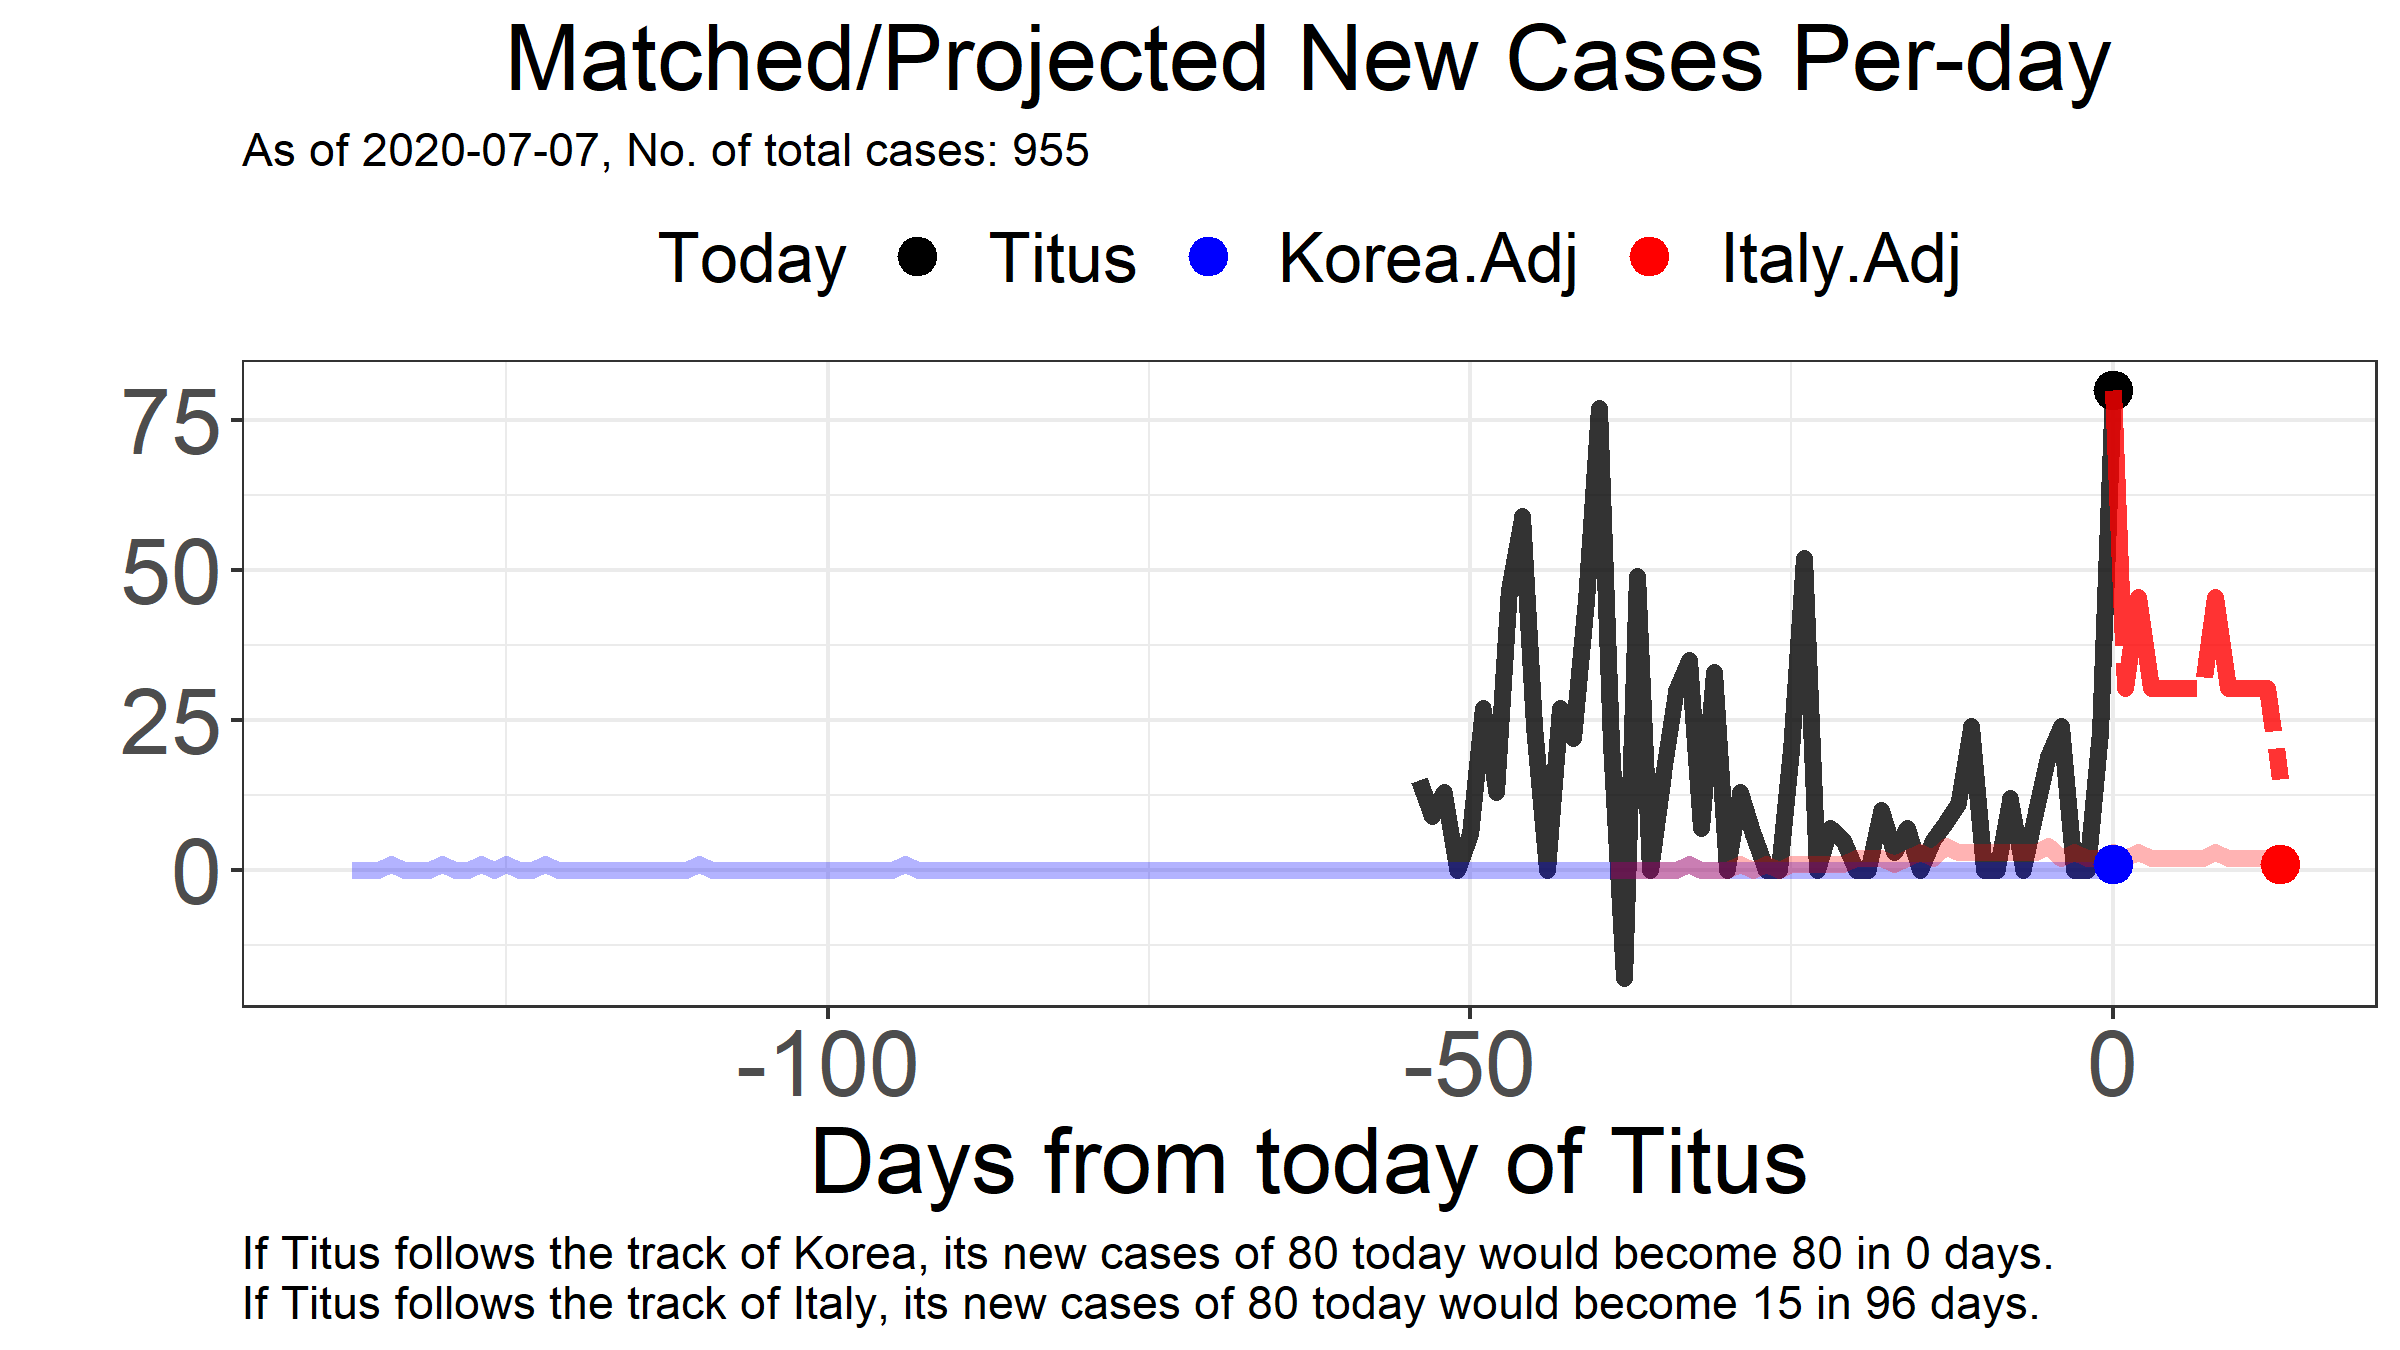 Matched/Projected New Cases Per-day
As of 2020-07-07, No. of total cases: 955
Today Titus Korea.Adj Italy.Adj
75
50
25
0
-100 -50 0
Days from today of Titus
If Titus follows the track of Korea, its new cases of 80 today would become 80 in 0 days.
If Titus follows the track of Italy, its new cases of 80 today would become 15 in 96 days.